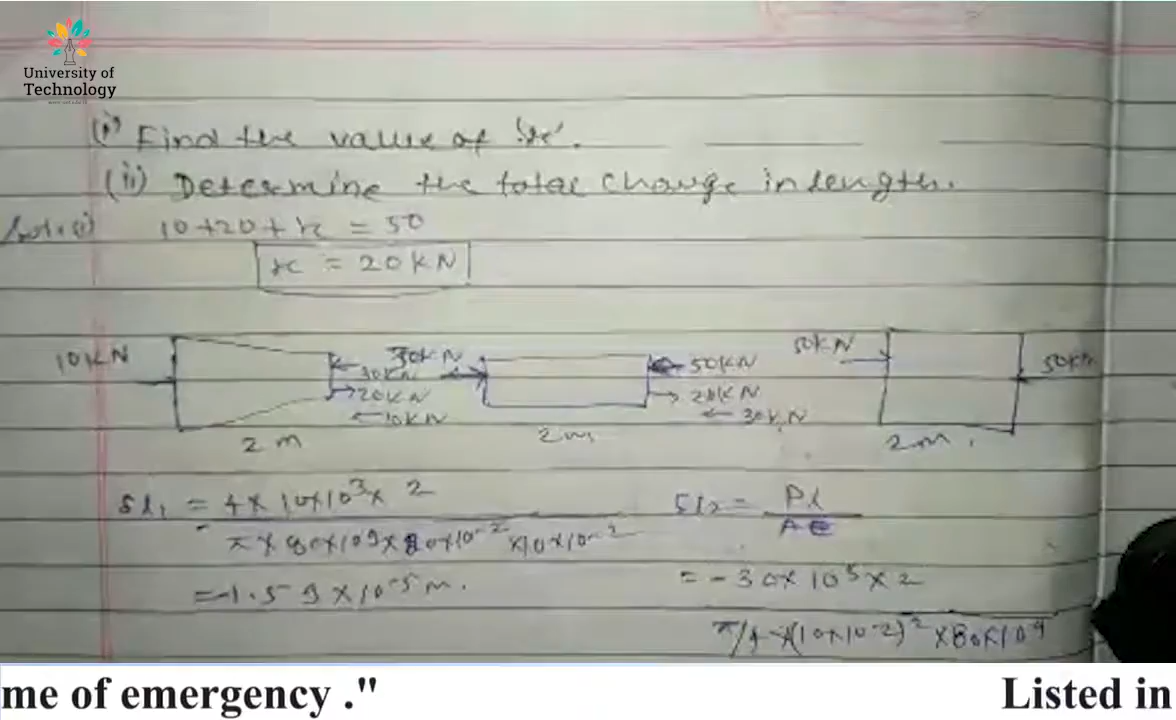 University of
Technology
(i) Find the value of 'x'.
(ii) Determine the total change in length.
10+20+x = 50
x = 20KN
10KN
30KN
30KN
20KN
10KN
2 m
50KN
20KN
30KN
2m
50KN
50KN
2m.
δl₁ = 4 × 10×10³ × 2
π × 80×10⁹ × 20×10⁻² × 10×10⁻²
= -1.59 × 10⁻⁵ m.
δl₂ = Pl
AE
= - 30 × 10³ × 2
π/4 × (10×10⁻²)² × 80×10⁹
me of emergency ."
Listed in